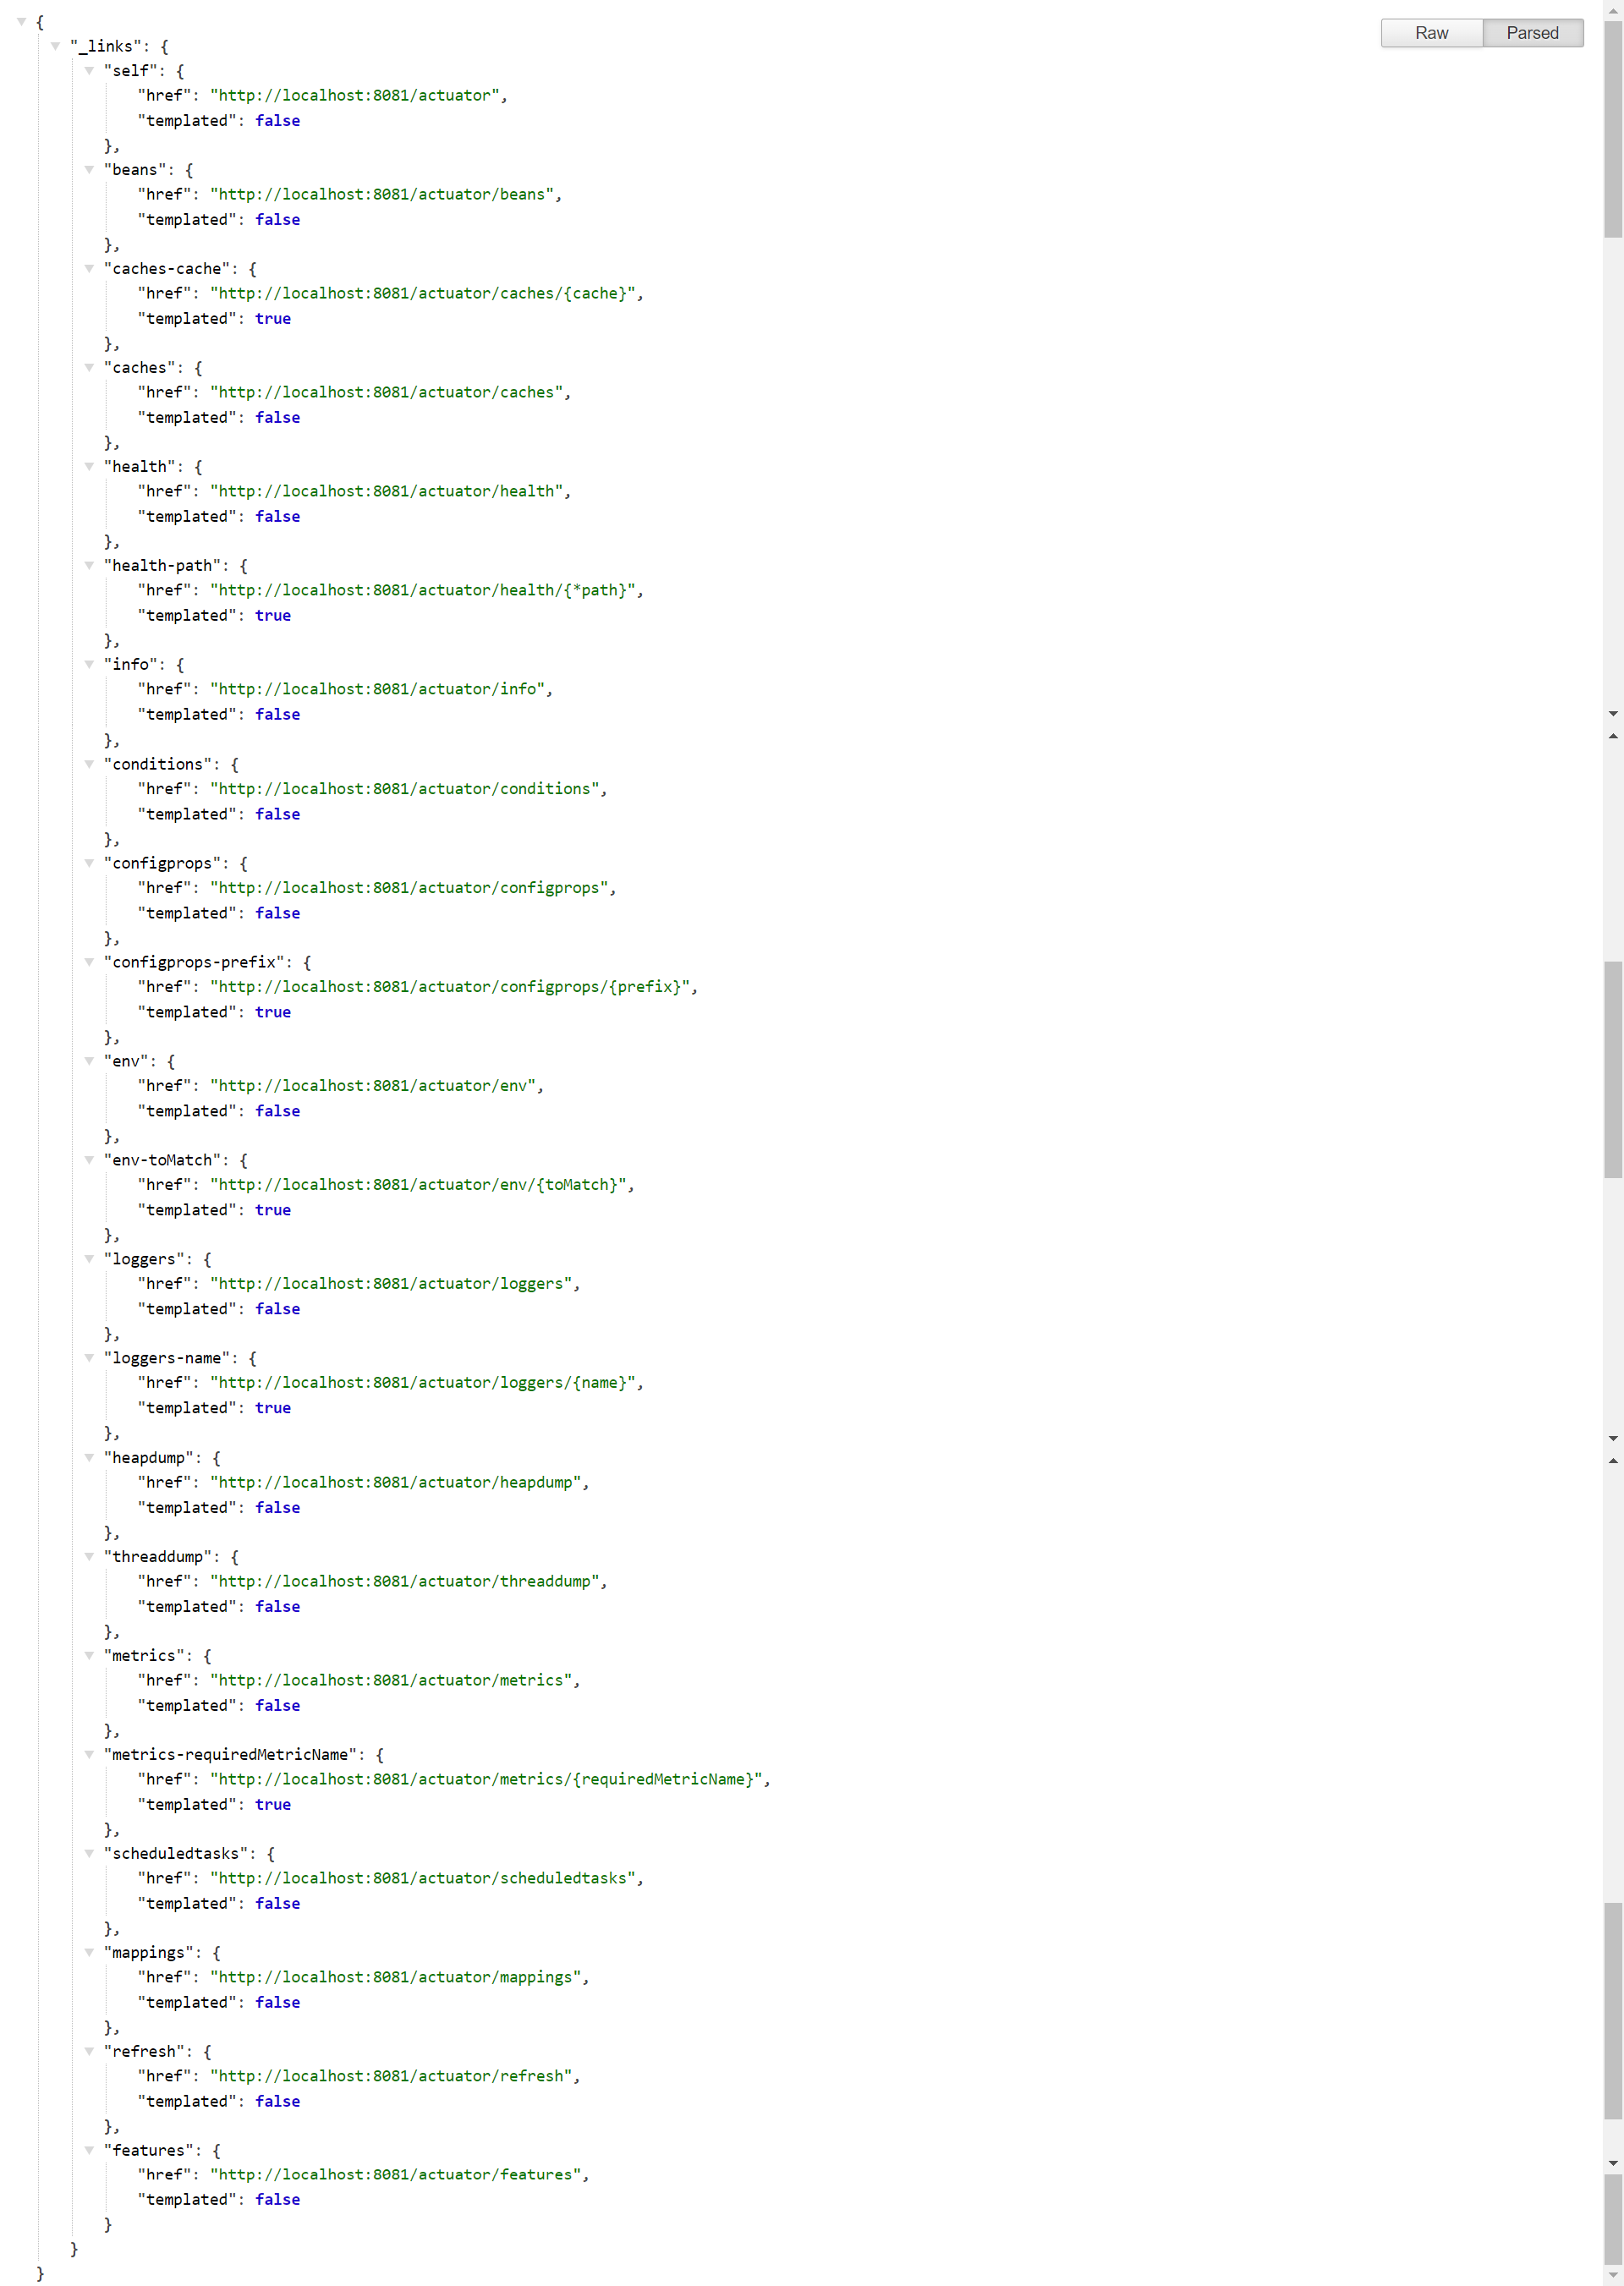 {
Raw Parsed
"_links": {
"self": {
"href": "http://localhost:8081/actuator",
"templated": false
},
"beans": {
"href": "http://localhost:8081/actuator/beans",
"templated": false
},
"caches-cache": {
"href": "http://localhost:8081/actuator/caches/{cache}",
"templated": true
},
"caches": {
"href": "http://localhost:8081/actuator/caches",
"templated": false
},
"health": {
"href": "http://localhost:8081/actuator/health",
"templated": false
},
"health-path": {
"href": "http://localhost:8081/actuator/health/{*path}",
"templated": true
},
"info": {
"href": "http://localhost:8081/actuator/info",
"templated": false
},
"conditions": {
"href": "http://localhost:8081/actuator/conditions",
"templated": false
},
"configprops": {
"href": "http://localhost:8081/actuator/configprops",
"templated": false
},
"configprops-prefix": {
"href": "http://localhost:8081/actuator/configprops/{prefix}",
"templated": true
},
"env": {
"href": "http://localhost:8081/actuator/env",
"templated": false
},
"env-toMatch": {
"href": "http://localhost:8081/actuator/env/{toMatch}",
"templated": true
},
"loggers": {
"href": "http://localhost:8081/actuator/loggers",
"templated": false
},
"loggers-name": {
"href": "http://localhost:8081/actuator/loggers/{name}",
"templated": true
},
"heapdump": {
"href": "http://localhost:8081/actuator/heapdump",
"templated": false
},
"threaddump": {
"href": "http://localhost:8081/actuator/threaddump",
"templated": false
},
"metrics": {
"href": "http://localhost:8081/actuator/metrics",
"templated": false
},
"metrics-requiredMetricName": {
"href": "http://localhost:8081/actuator/metrics/{requiredMetricName}",
"templated": true
},
"scheduledtasks": {
"href": "http://localhost:8081/actuator/scheduledtasks",
"templated": false
},
"mappings": {
"href": "http://localhost:8081/actuator/mappings",
"templated": false
},
"refresh": {
"href": "http://localhost:8081/actuator/refresh",
"templated": false
},
"features": {
"href": "http://localhost:8081/actuator/features",
"templated": false
}
}
}